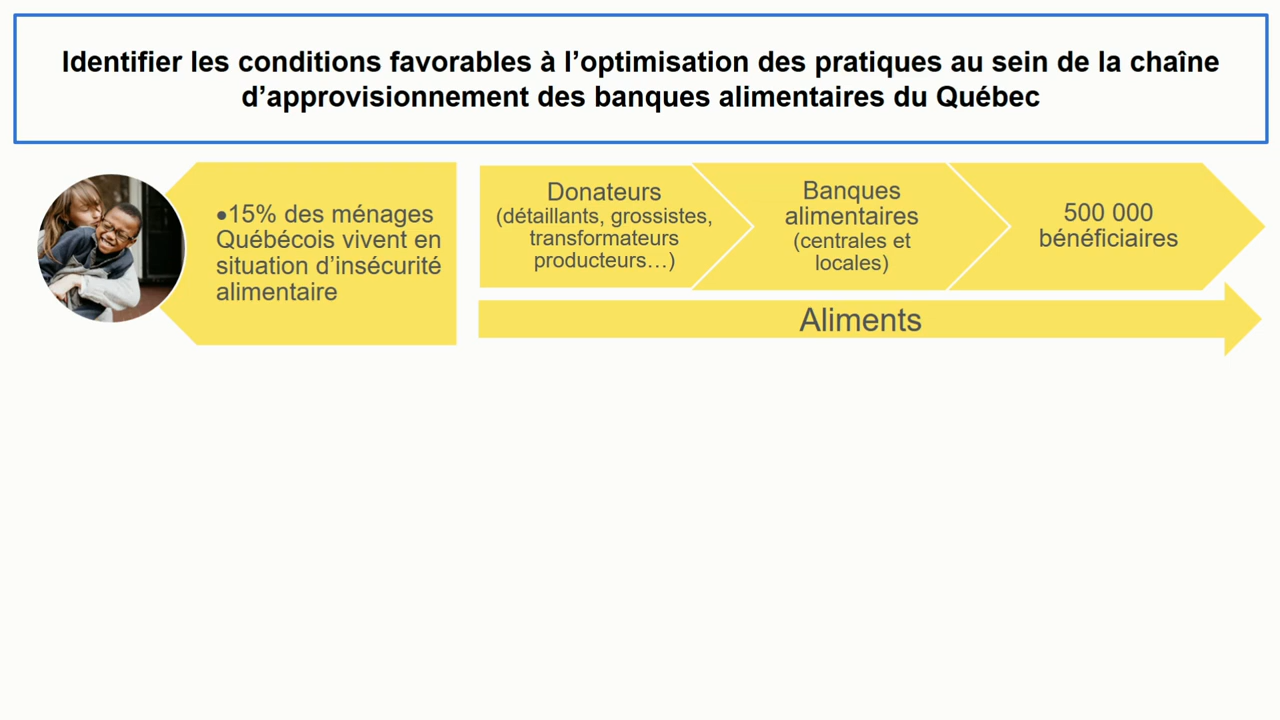 Identifier les conditions favorables à l’optimisation des pratiques au sein de la chaîne
d’approvisionnement des banques alimentaires du Québec
•15% des ménages
Québécois vivent en
situation d’insécurité
alimentaire
Donateurs
(détaillants, grossistes,
transformateurs
producteurs…)
Banques
alimentaires
(centrales et
locales)
500 000
bénéficiaires
Aliments